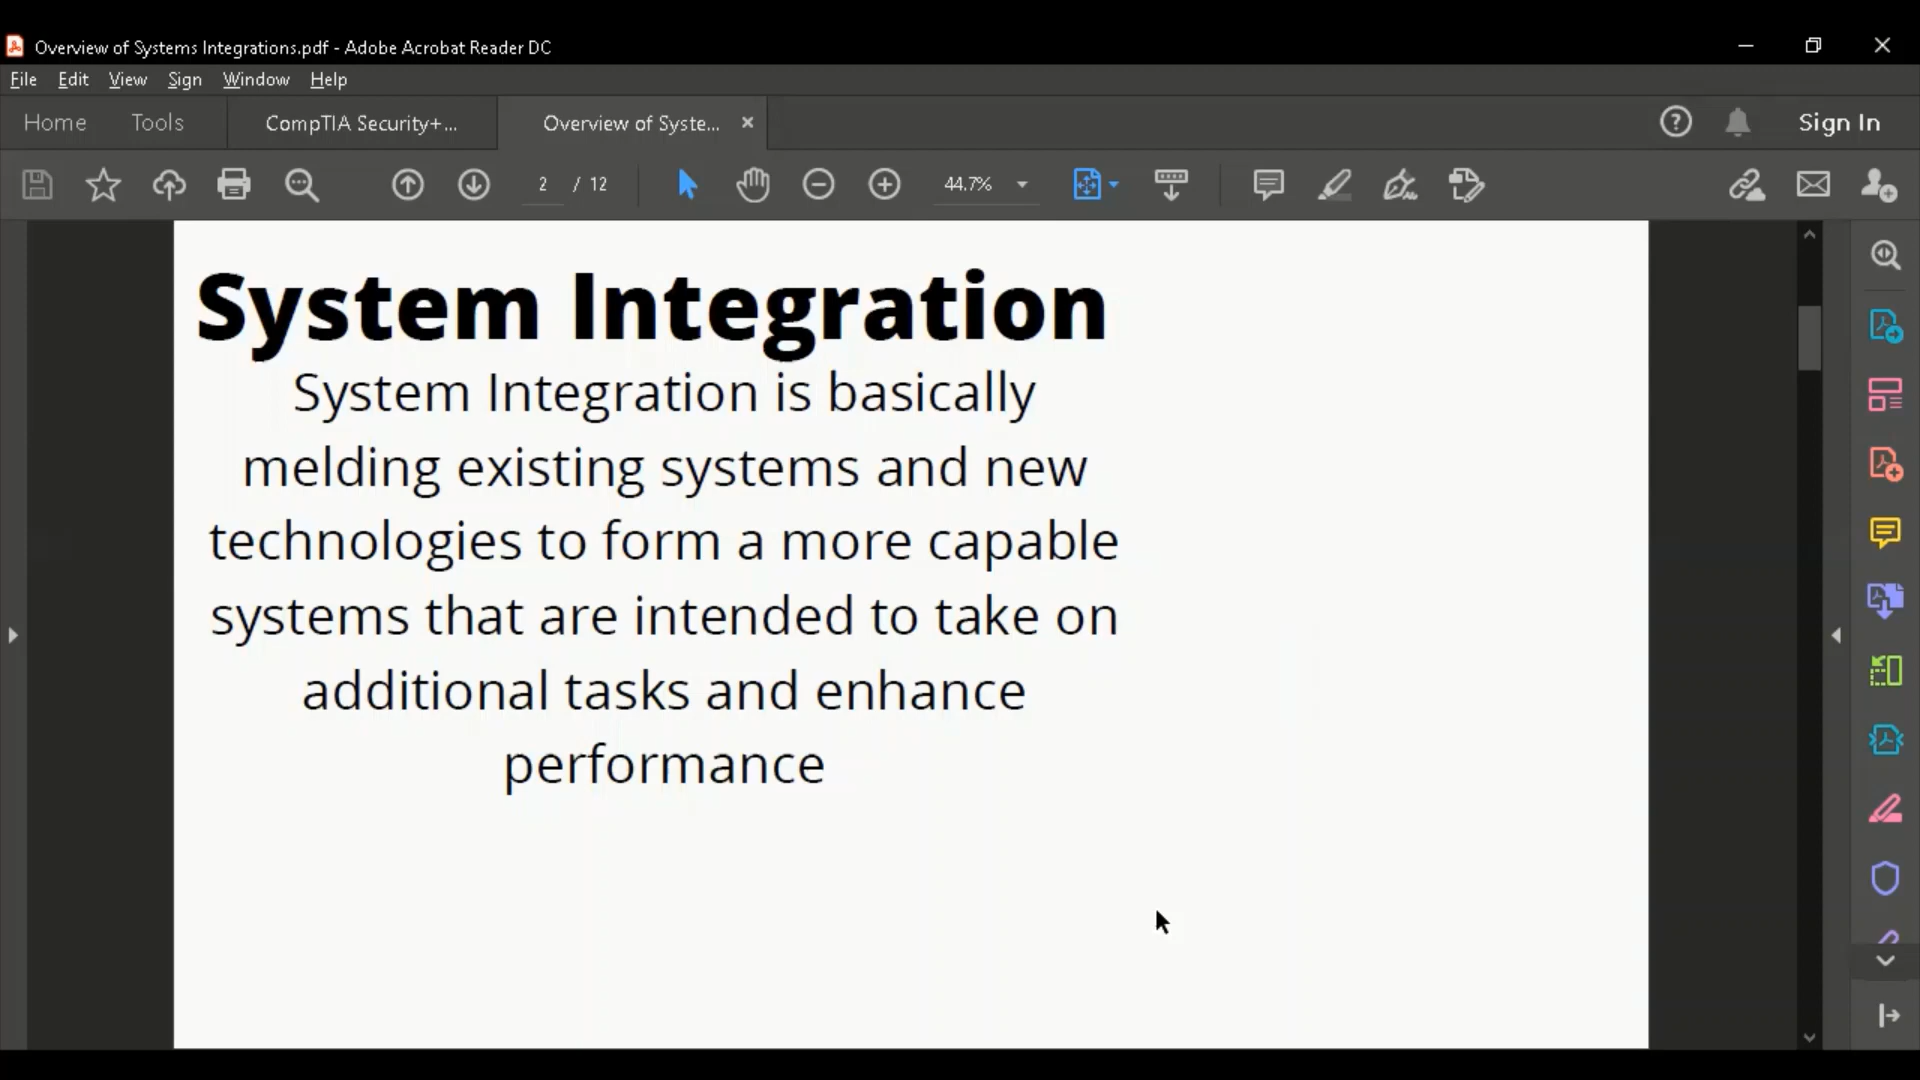 Overview of Systems Integrations.pdf - Adobe Acrobat Reader DC
File Edit View Sign Window Help
Home Tools CompTIA Security+... Overview of Syste... Sign In
2 / 12 44.7%
System Integration
System Integration is basically
melding existing systems and new
technologies to form a more capable
systems that are intended to take on
additional tasks and enhance
performance